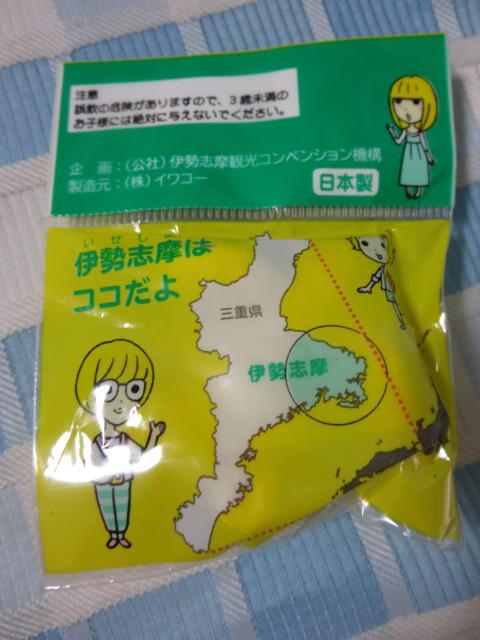 注意
誤飲の危険がありますので、3歳未満の
お子様には絶対に与えないでください。
企　画：(公社)伊勢志摩観光コンベンション機構
製造元：(株)イワコー
日本製
いせしま
伊勢志摩は
ココだよ
三重県
伊勢志摩